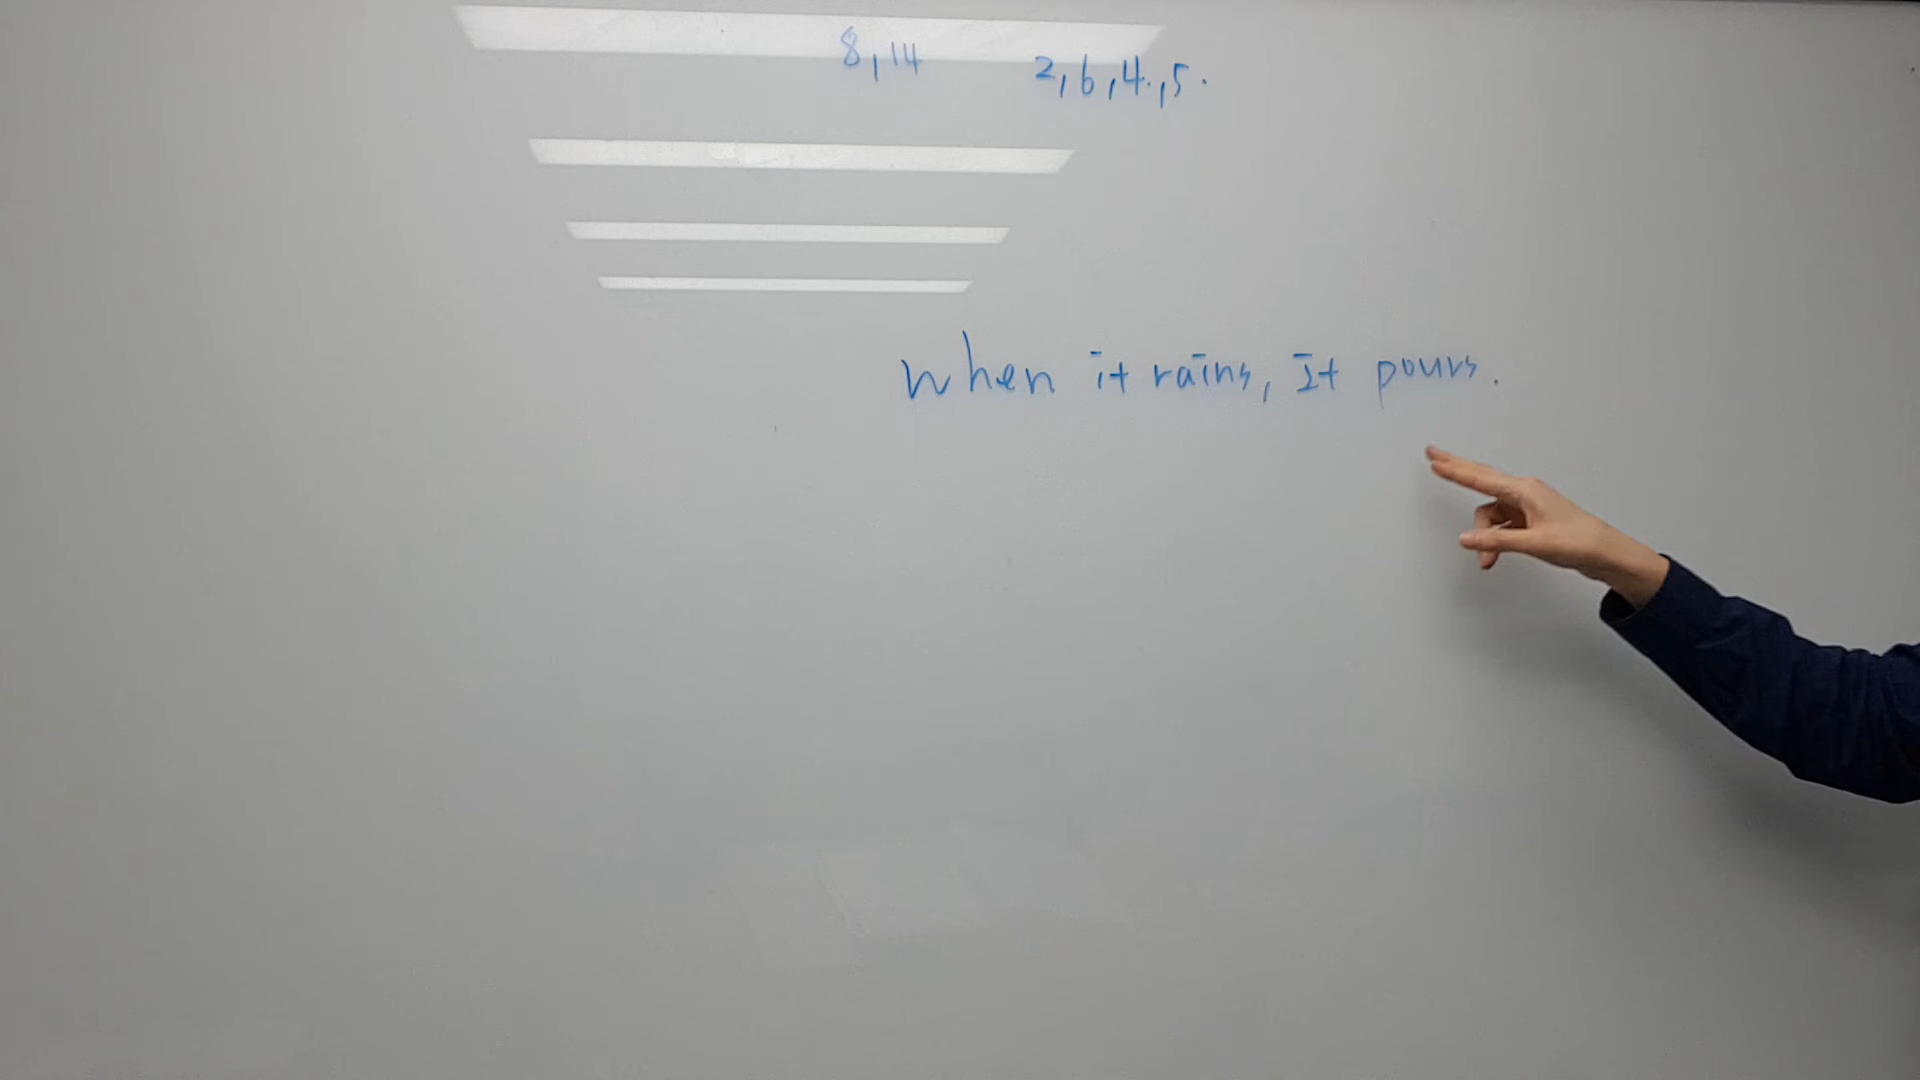 8,14 2,6,4.,5.
when it rains, It pours.